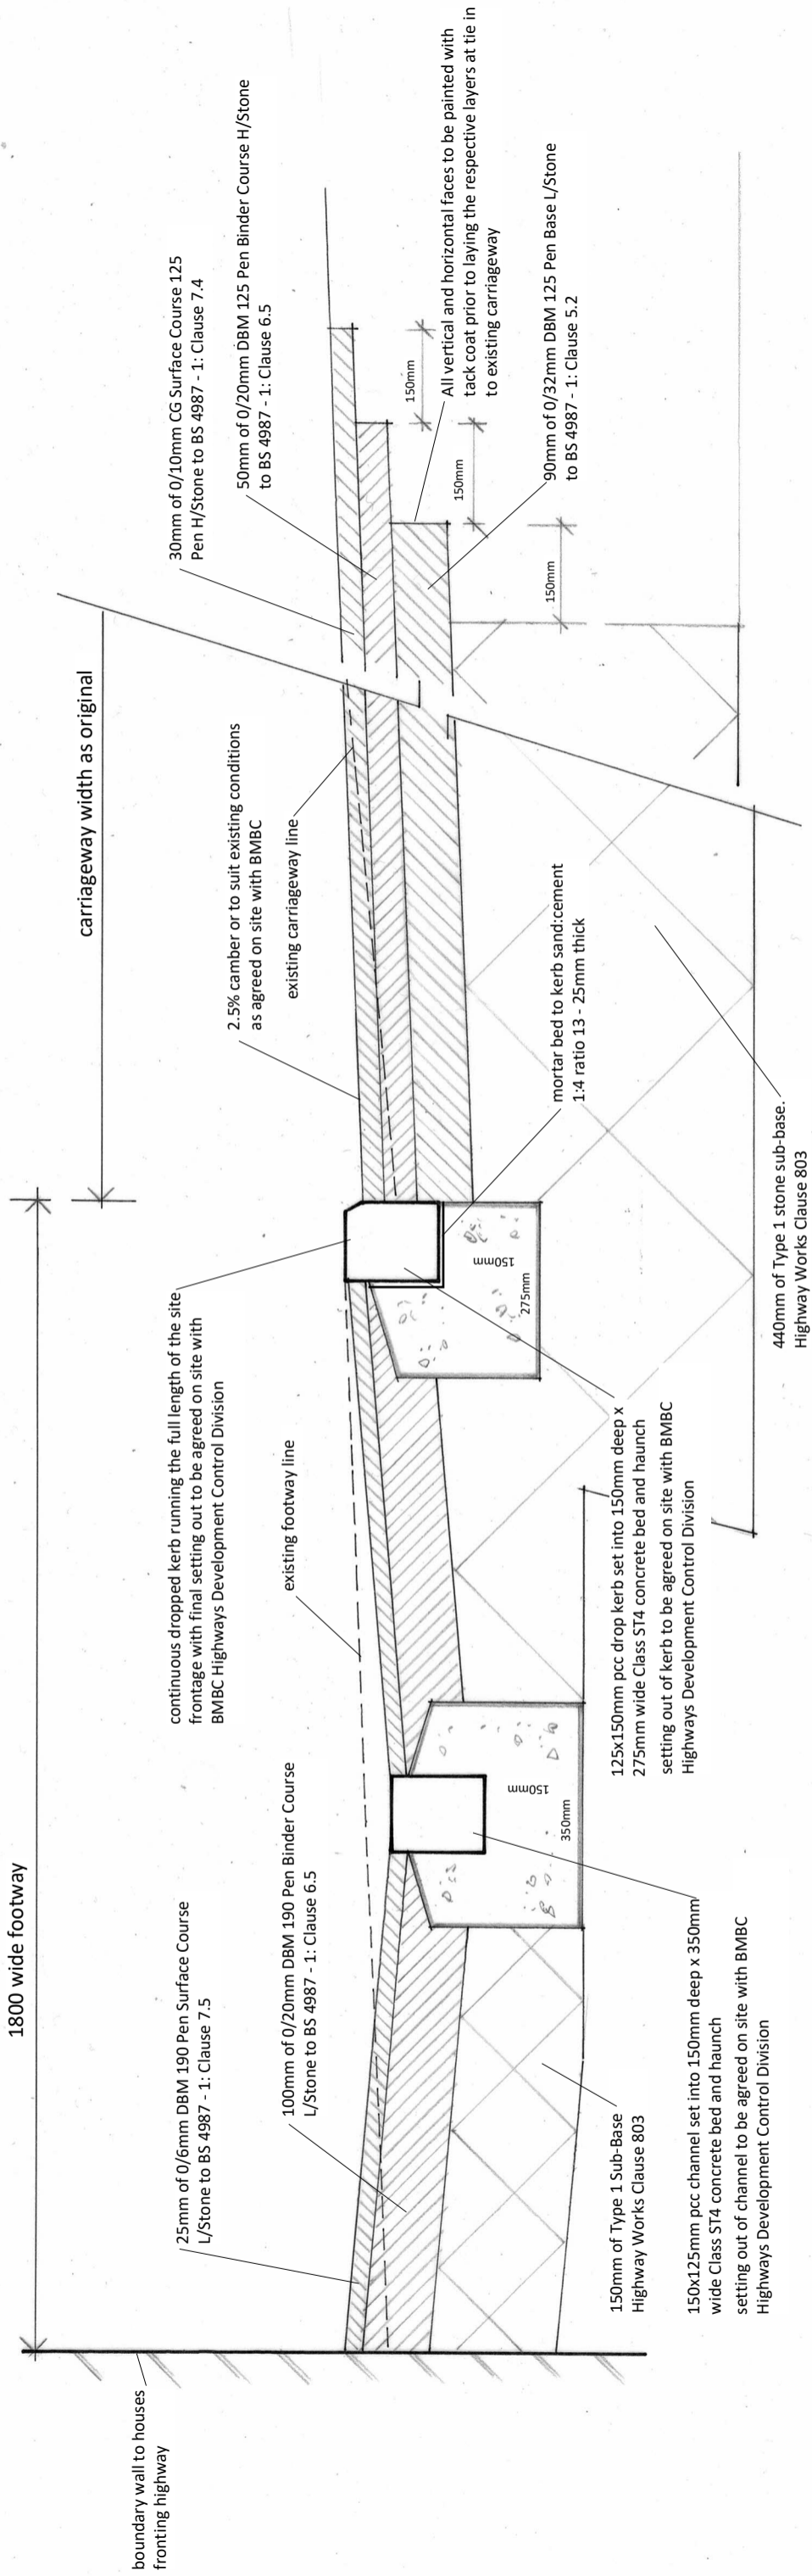 boundary wall to houses
fronting highway
1800 wide footway
25mm of 0/6mm DBM 190 Pen Surface Course
L/Stone to BS 4987 - 1: Clause 7.5
100mm of 0/20mm DBM 190 Pen Binder Course
L/Stone to BS 4987 - 1: Clause 6.5
150mm of Type 1 Sub-Base
Highway Works Clause 803
150x125mm pcc channel set into 150mm deep x 350mm
wide Class ST4 concrete bed and haunch
setting out of channel to be agreed on site with BMBC
Highways Development Control Division
150mm
350mm
continuous dropped kerb running the full length of the site
frontage with final setting out to be agreed on site with
BMBC Highways Development Control Division
existing footway line
125x150mm pcc drop kerb set into 150mm deep x
275mm wide Class ST4 concrete bed and haunch
setting out of kerb to be agreed on site with BMBC
Highways Development Control Division
150mm
275mm
mortar bed to kerb sand:cement
1:4 ratio 13 - 25mm thick
440mm of Type 1 stone sub-base.
Highway Works Clause 803
carriageway width as original
2.5% camber or to suit existing conditions
as agreed on site with BMBC
existing carriageway line
30mm of 0/10mm CG Surface Course 125
Pen H/Stone to BS 4987 - 1: Clause 7.4
50mm of 0/20mm DBM 125 Pen Binder Course H/Stone
to BS 4987 - 1: Clause 6.5
150mm
All vertical and horizontal faces to be painted with
tack coat prior to laying the respective layers at tie in
to existing carriageway
150mm
90mm of 0/32mm DBM 125 Pen Base L/Stone
to BS 4987 - 1: Clause 5.2
150mm